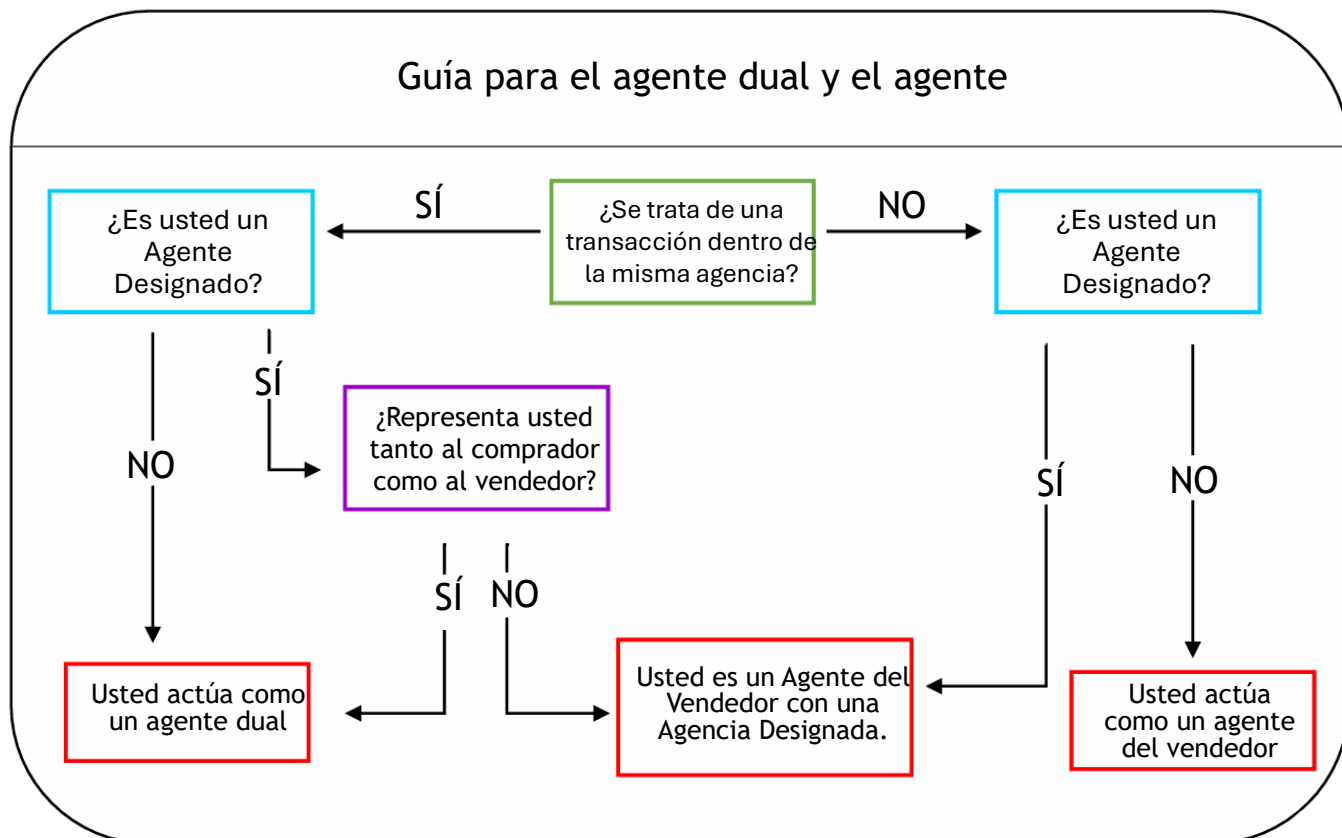 Guía para el agente dual y el agente
SÍ
NO
¿Es usted un
Agente
Designado?
¿Se trata de una
transacción dentro de
la misma agencia?
¿Es usted un
Agente
Designado?
SÍ
¿Representa usted
tanto al comprador
como al vendedor?
NO
SÍ
NO
SÍ
NO
Usted actúa como
un agente dual
Usted es un Agente del
Vendedor con una
Agencia Designada.
Usted actúa
como un agente
del vendedor